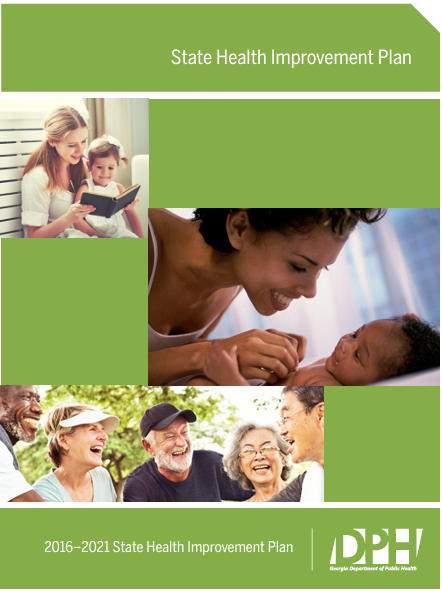 State Health Improvement Plan
2016–2021 State Health Improvement Plan
DPH
Georgia Department of Public Health